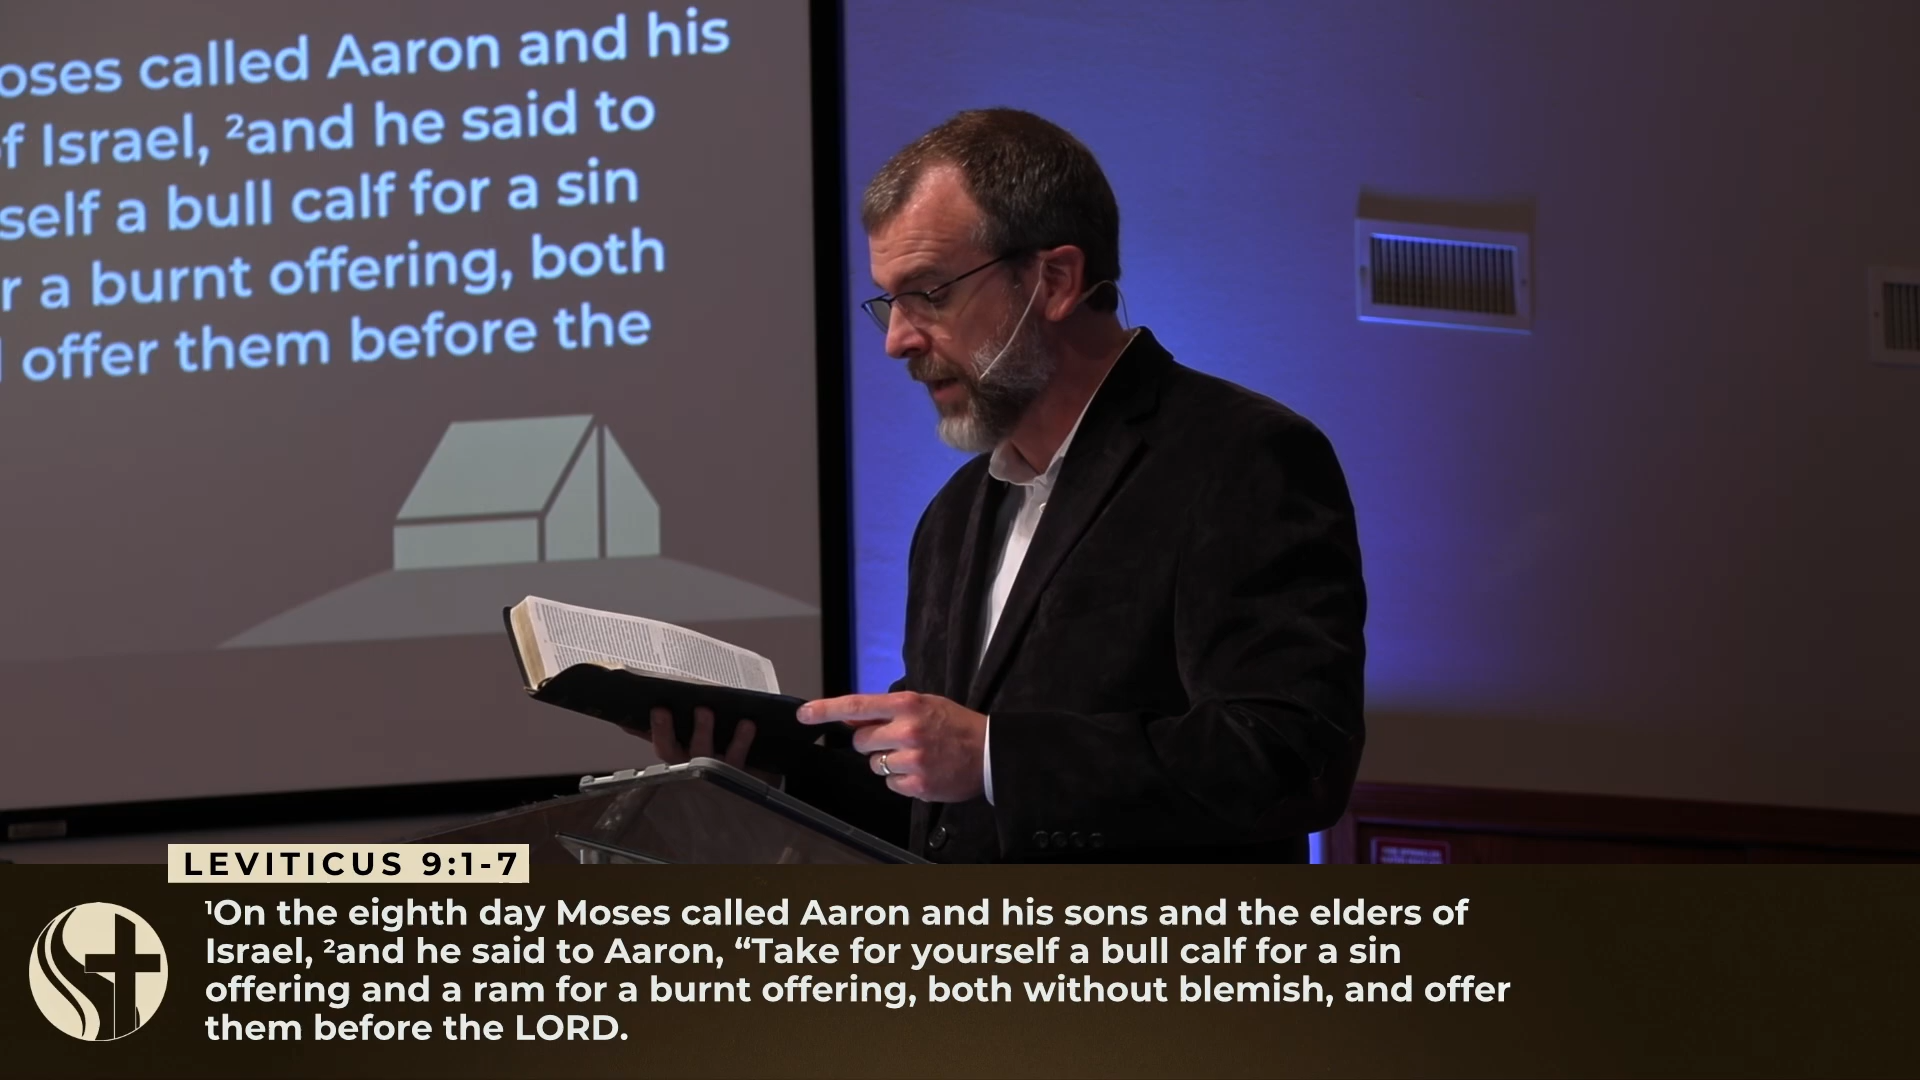 oses called Aaron and his
f Israel, ²and he said to
self a bull calf for a sin
r a burnt offering, both
offer them before the
LEVITICUS 9:1-7
¹On the eighth day Moses called Aaron and his sons and the elders of
Israel, ²and he said to Aaron, “Take for yourself a bull calf for a sin
offering and a ram for a burnt offering, both without blemish, and offer
them before the LORD.